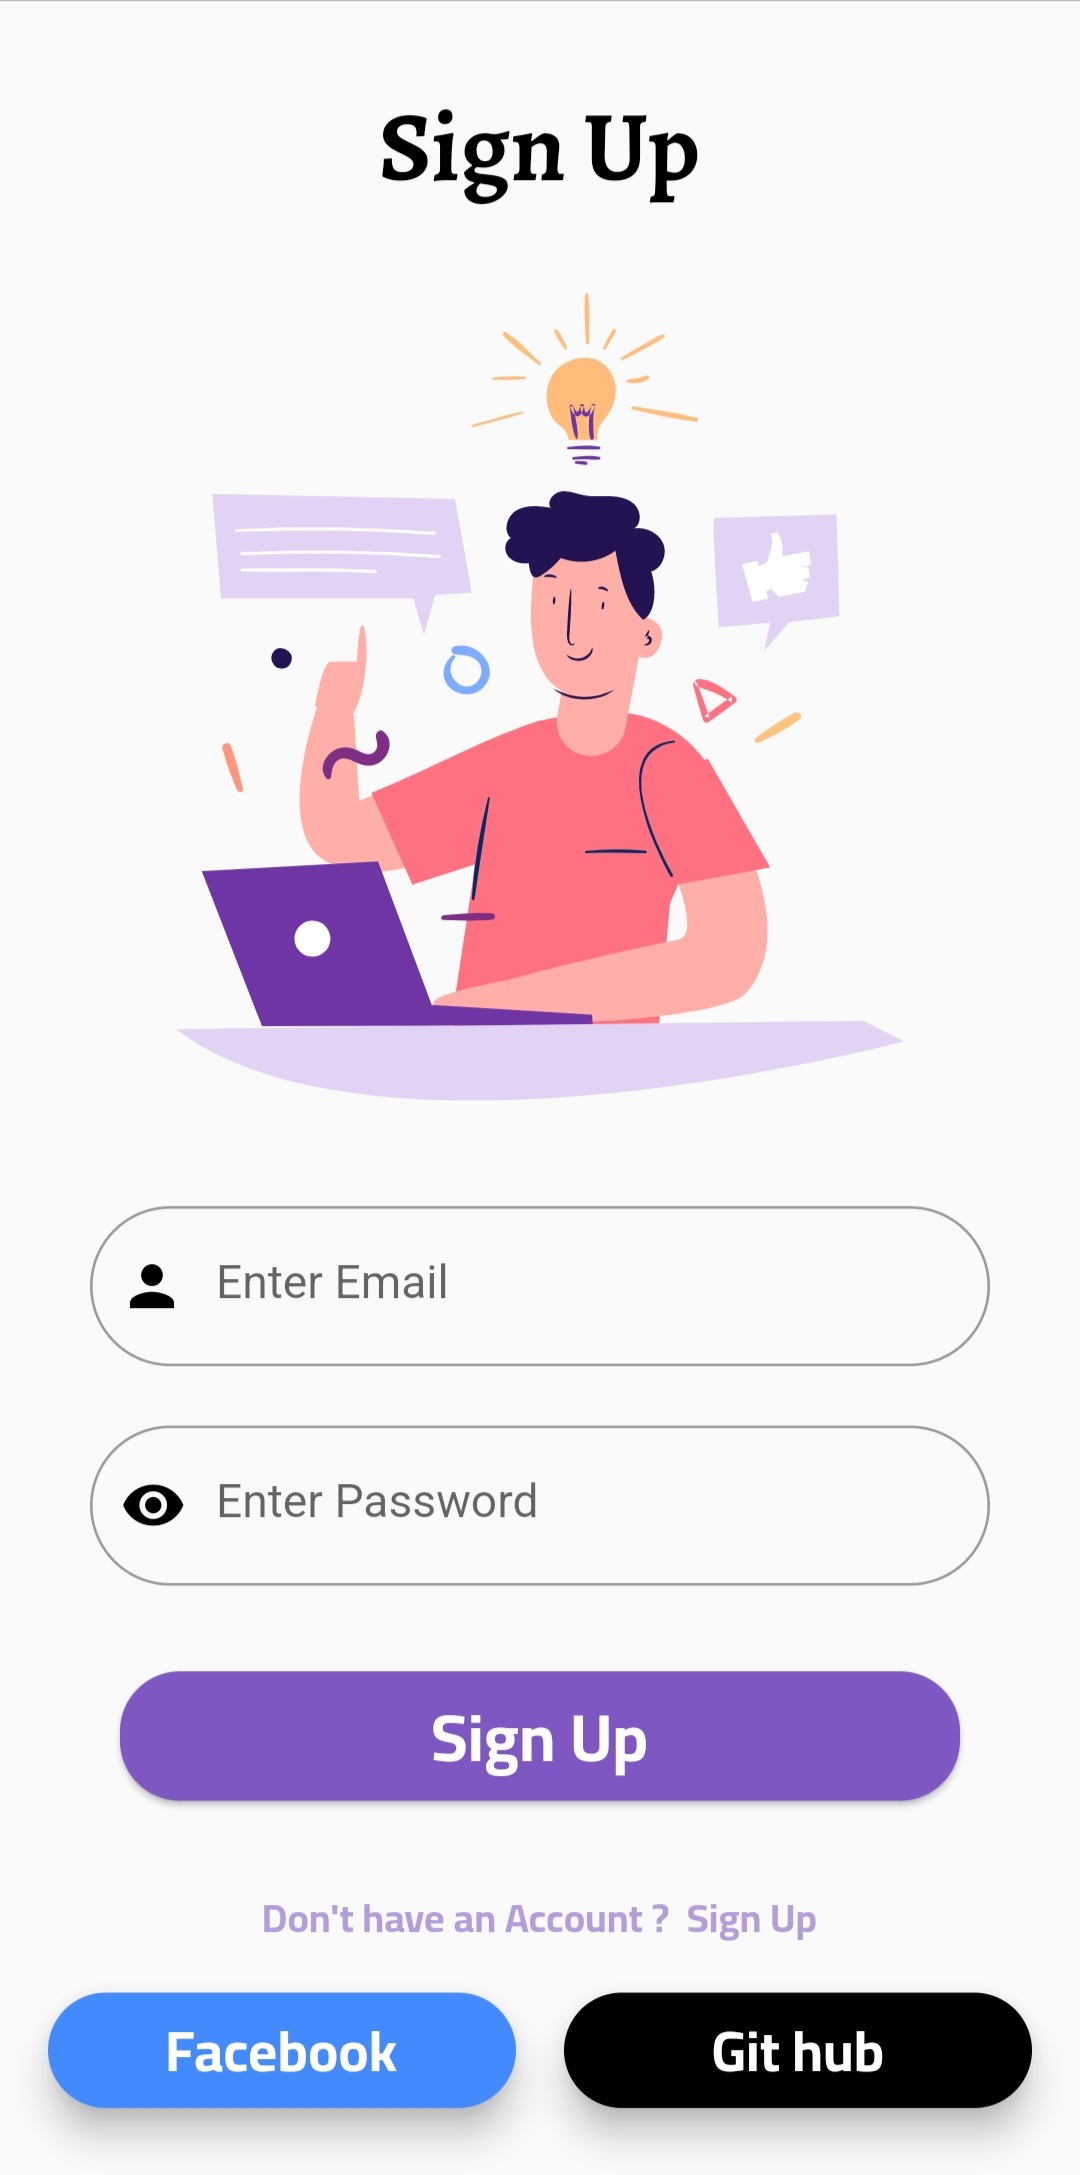 Sign Up
Enter Email
Enter Password
Sign Up
Don't have an Account ? Sign Up
Facebook
Git hub